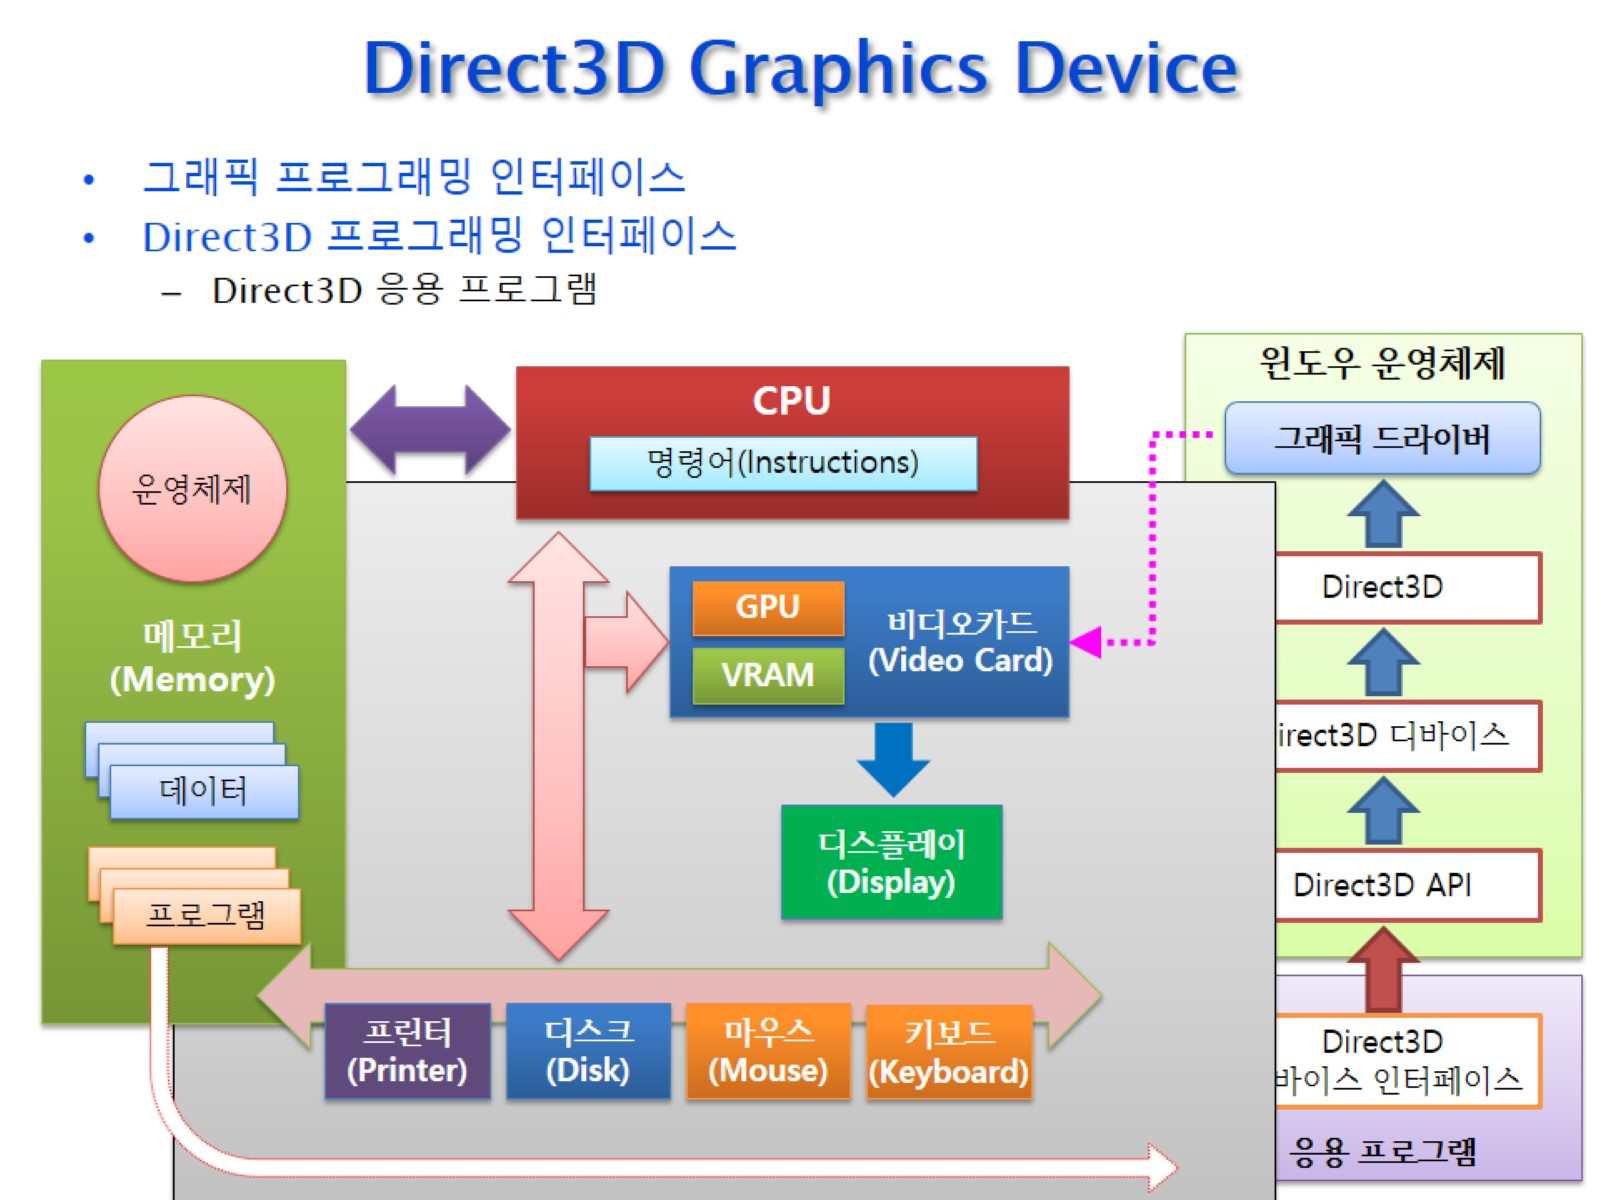 Direct3D Graphics Device
• 그래픽 프로그래밍 인터페이스
• Direct3D 프로그래밍 인터페이스
– Direct3D 응용 프로그램
운영체제
메모리
(Memory)
데이터
프로그램
CPU
명령어(Instructions)
GPU
VRAM
비디오카드
(Video Card)
디스플레이
(Display)
프린터
(Printer)
디스크
(Disk)
마우스
(Mouse)
키보드
(Keyboard)
윈도우 운영체제
그래픽 드라이버
Direct3D
irect3D 디바이스
Direct3D API
Direct3D
바이스 인터페이스
응용 프로그램